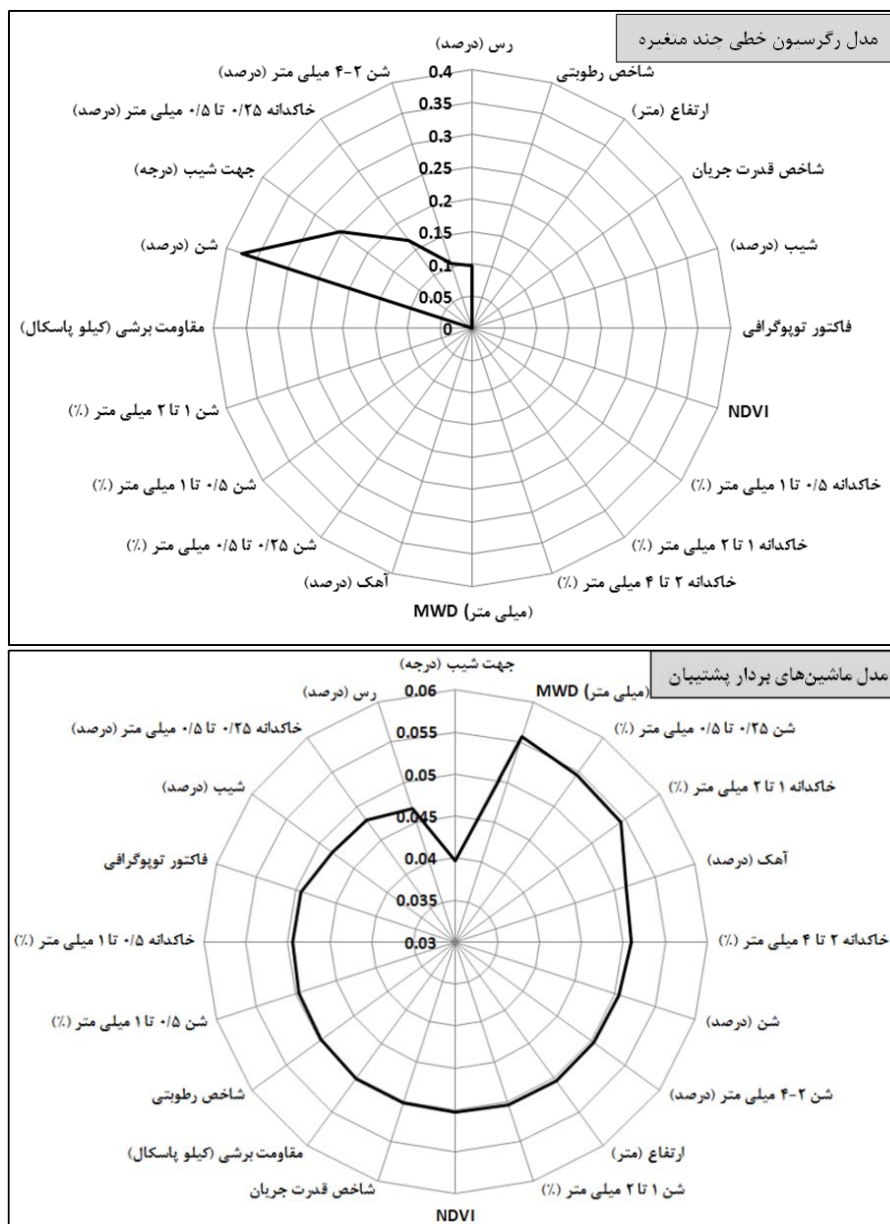 مدل رگرسیون خطی چند متغیره
رس (درصد)
شاخص رطوبتی
ارتفاع (متر)
شاخص قدرت جریان
شیب (درصد)
فاکتور توپوگرافی
NDVI
خاکدانه ۰/۵ تا ۱ میلی متر (٪)
خاکدانه ۱ تا ۲ میلی متر (٪)
خاکدانه ۲ تا ۴ میلی متر (٪)
MWD (میلی متر)
آهک (درصد)
شن ۰/۲۵ تا ۰/۵ میلی متر (٪)
شن ۰/۵ تا ۱ میلی متر (٪)
شن ۱ تا ۲ میلی متر (٪)
مقاومت برشی (کیلو پاسکال)
شن (درصد)
جهت شیب (درجه)
خاکدانه ۰/۲۵ تا ۰/۵ میلی متر (درصد)
شن ۲-۴ میلی متر (درصد)
0.4
0.35
0.3
0.25
0.2
0.15
0.1
0.05
0
مدل ماشین‌های بردار پشتیبان
جهت شیب (درجه)
MWD (میلی متر)
شن ۰/۲۵ تا ۰/۵ میلی متر (٪)
خاکدانه ۱ تا ۲ میلی متر (٪)
آهک (درصد)
خاکدانه ۲ تا ۴ میلی متر (٪)
شن (درصد)
شن ۲-۴ میلی متر (درصد)
ارتفاع (متر)
شن ۱ تا ۲ میلی متر (٪)
NDVI
شاخص قدرت جریان
مقاومت برشی (کیلو پاسکال)
شاخص رطوبتی
شن ۰/۵ تا ۱ میلی متر (٪)
خاکدانه ۰/۵ تا ۱ میلی متر (٪)
فاکتور توپوگرافی
شیب (درصد)
خاکدانه ۰/۲۵ تا ۰/۵ میلی متر (درصد)
رس (درصد)
0.06
0.055
0.05
0.045
0.04
0.035
0.03